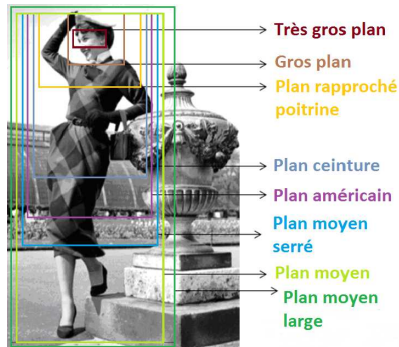 Très gros plan
Gros plan
Plan rapproché
poitrine
Plan ceinture
Plan américain
Plan moyen
serré
Plan moyen
Plan moyen
large